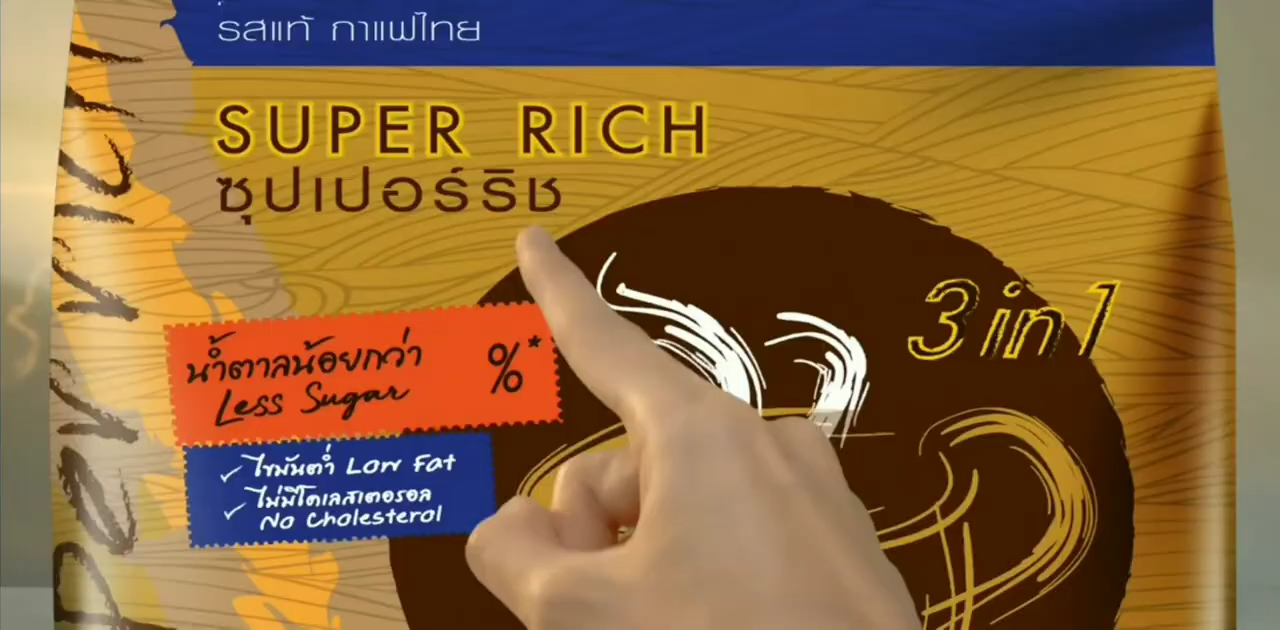 รสแท้ กาแฟไทย
SUPER RICH
ซุปเปอร์ริช
3 in 1
น้ำตาลน้อยกว่า
Less Sugar
%*
✓ ไขมันต่ำ Low Fat
✓ ไม่มีโคเลสเตอรอล
No Cholesterol